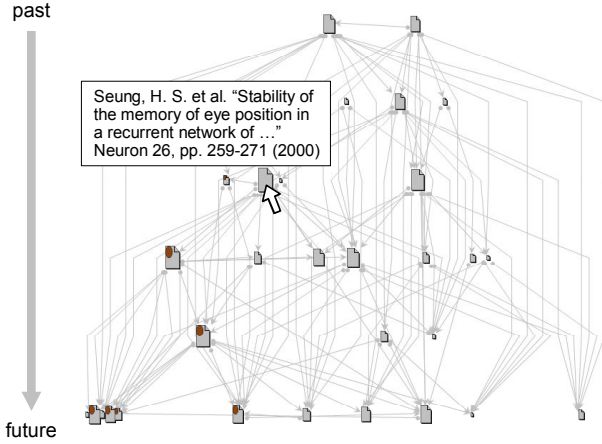 past
Seung, H. S. et al. “Stability of
the memory of eye position in
a recurrent network of …”
Neuron 26, pp. 259-271 (2000)
future